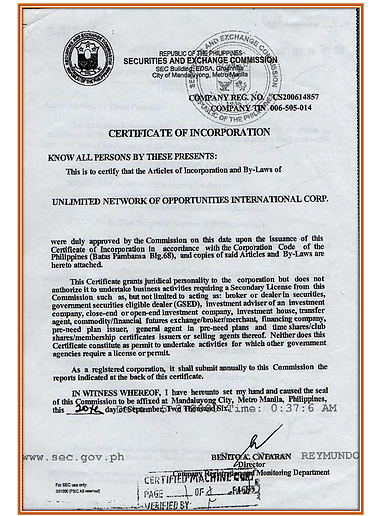 REPUBLIC OF THE PHILIPPINES
SECURITIES AND EXCHANGE COMMISSION
SEC Building, EDSA, Greenhills
City of Mandaluyong, Metro Manila
COMPANY REG. NO. CS200614857
COMPANY TIN 006-505-014
CERTIFICATE OF INCORPORATION
KNOW ALL PERSONS BY THESE PRESENTS:
This is to certify that the Articles of Incorporation and By-Laws of
UNLIMITED NETWORK OF OPPORTUNITIES INTERNATIONAL CORP.
were duly approved by the Commission on this date upon the issuance of this
Certificate of Incorporation in accordance with the Corporation Code of the
Philippines (Batas Pambansa Blg.68), and copies of said Articles and By-Laws are
hereto attached.
This Certificate grants juridical personality to the corporation but does not
authorize it to undertake business activities requiring a Secondary License from this
Commission such as, but not limited to acting as: broker or dealer in securities,
government securities eligible dealer (GSED), investment adviser of an investment
company, close-end or open-end investment company, investment house, transfer
agent, commodity/financial futures exchange/broker/merchant, financing company,
pre-need plan issuer, general agent in pre-need plans and time shares/club
shares/membership certificates issuers or selling agents thereof. Neither does this
Certificate constitute as permit to undertake activities for which other government
agencies require a license or permit.
As a registered corporation, it shall submit annually to this Commission the
reports indicated at the back of this certificate.
IN WITNESS WHEREOF, I have hereunto set my hand and caused the seal
of this Commission to be affixed at Mandaluyong City, Metro Manila, Philippines,
this 20th day of September, Two Thousand Six.
Time: 0:37:6 AM
BENITO A. CATARAN
REYMUNDO
www.sec.gov.ph
Director
Company Registration and Monitoring Department
For SEC use only:
CERTIFIED MACHINE COPY
PAGE 1 OF PAGES
VERIFIED BY